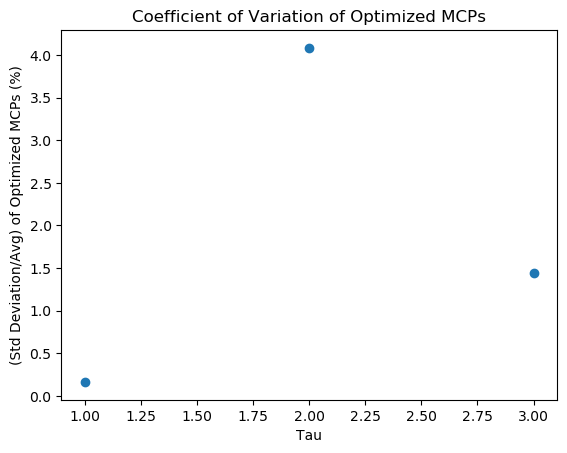 Coefficient of Variation of Optimized MCPs
(Std Deviation/Avg) of Optimized MCPs (%)
4.0
3.5
3.0
2.5
2.0
1.5
1.0
0.5
0.0
1.00 1.25 1.50 1.75 2.00 2.25 2.50 2.75 3.00
Tau